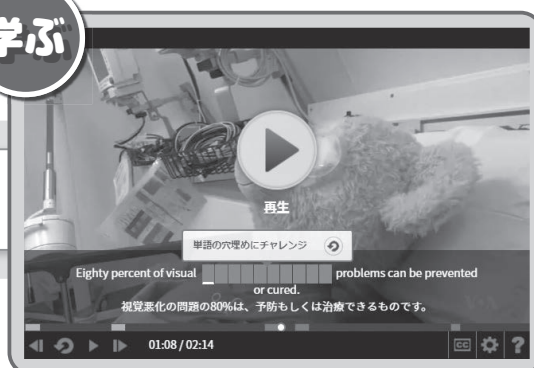 学ぶ
再生
単語の穴埋めにチャレンジ
Eighty percent of visual problems can be prevented
or cured.
視覚悪化の問題の80%は、予防もしくは治療できるものです。
01:08 / 02:14
CC
?